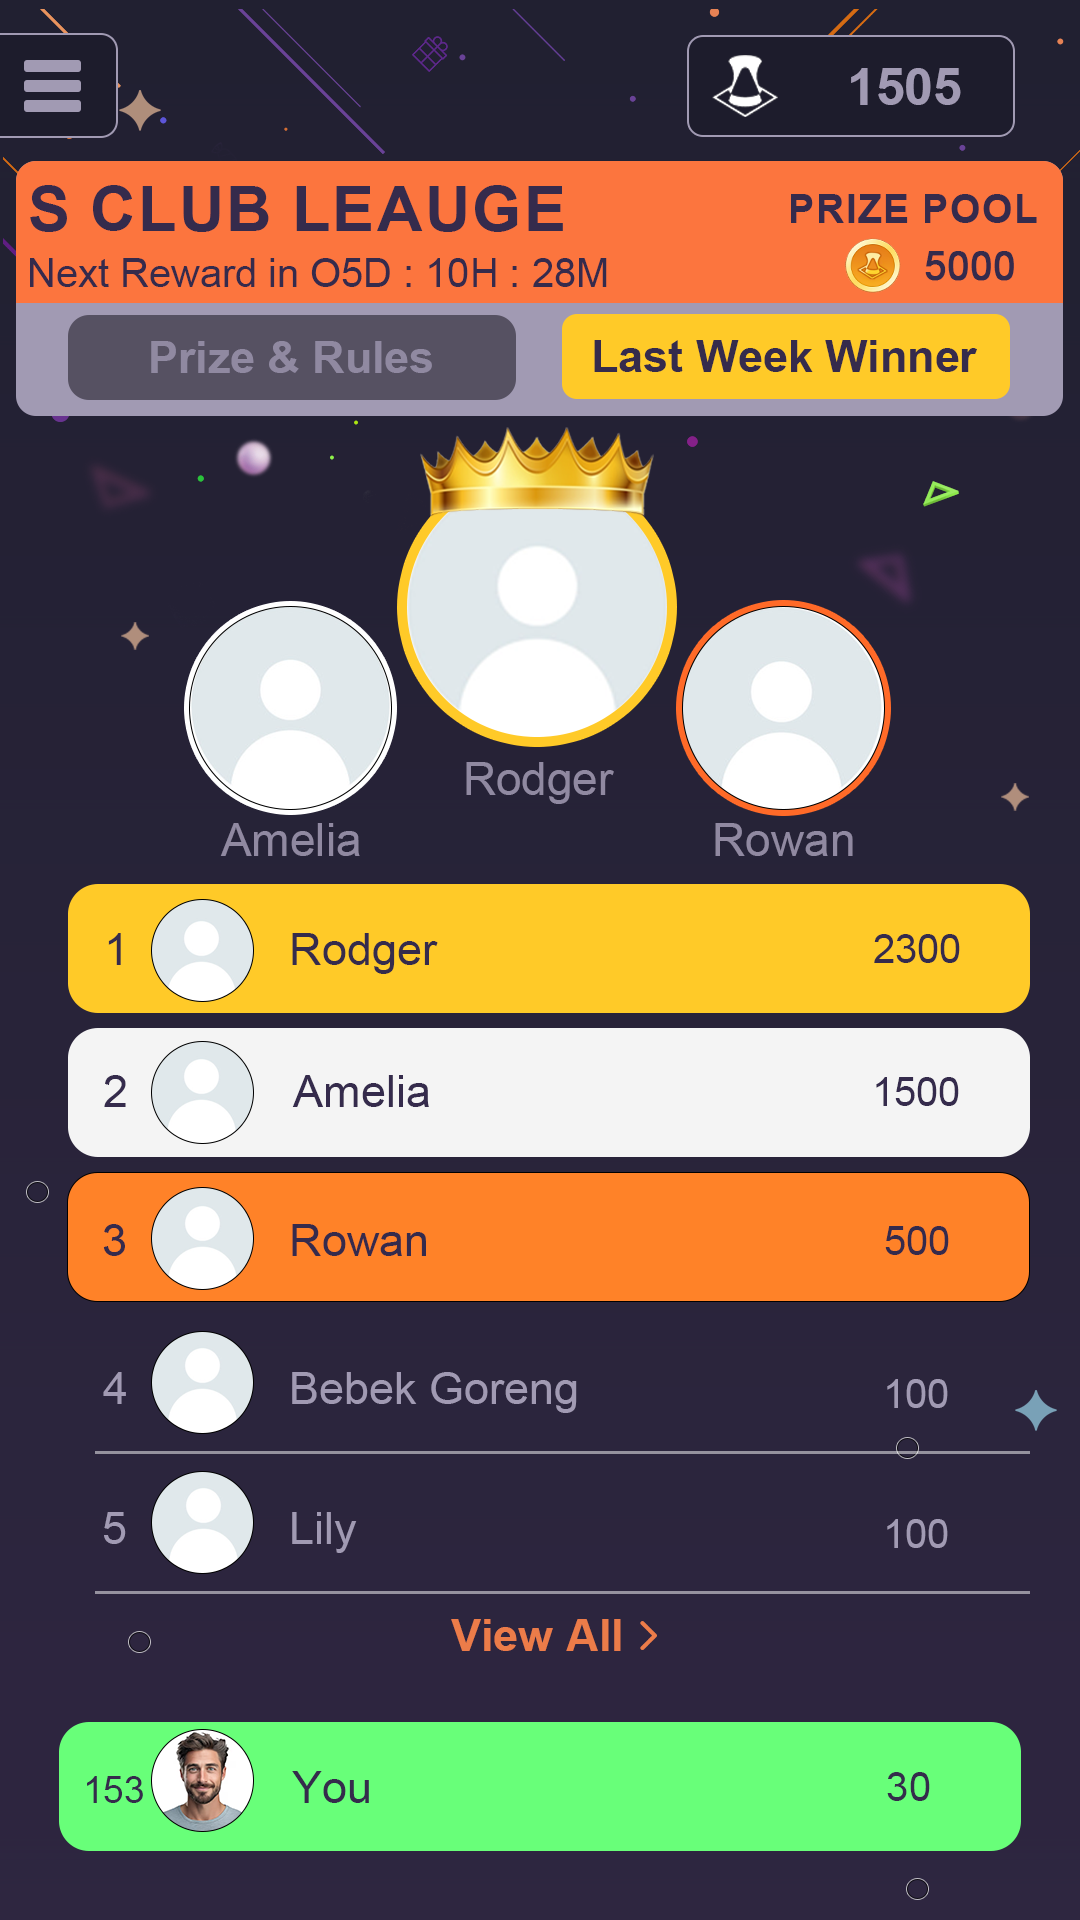 1505
S CLUB LEAUGE
PRIZE POOL
Next Reward in O5D : 10H : 28M
5000
Prize & Rules
Last Week Winner
Rodger
Amelia
Rowan
1 Rodger 2300
2 Amelia 1500
3 Rowan 500
4 Bebek Goreng 100
5 Lily 100
View All >
153 You 30